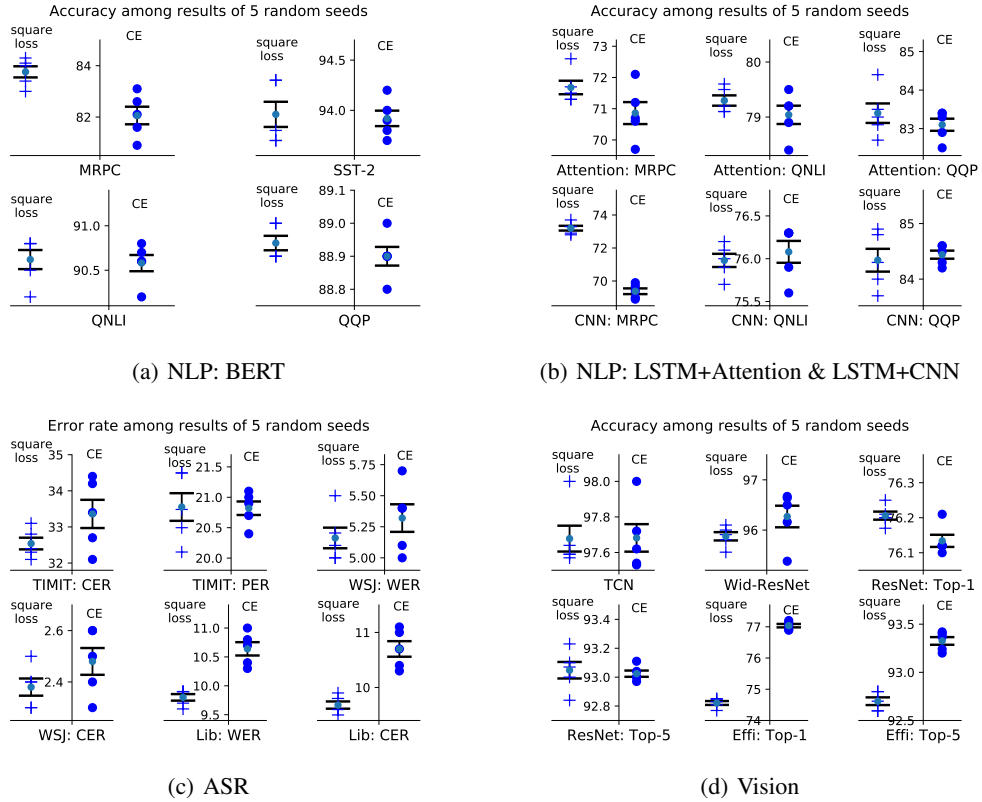 Accuracy among results of 5 random seeds
square
loss
CE
84
82
MRPC
square
loss
CE
94.5
94.0
SST-2
square
loss
CE
91.0
90.5
QNLI
square
loss
CE
89.1
89.0
88.9
88.8
QQP
(a) NLP: BERT
Accuracy among results of 5 random seeds
square
loss
CE
73
72
71
70
Attention: MRPC
square
loss
CE
80
79
Attention: QNLI
square
loss
CE
85
84
83
Attention: QQP
square
loss
CE
74
72
70
CNN: MRPC
square
loss
CE
76.5
76.0
75.5
CNN: QNLI
square
loss
CE
85
84
CNN: QQP
(b) NLP: LSTM+Attention & LSTM+CNN
Error rate among results of 5 random seeds
square
loss
CE
35
34
33
32
TIMIT: CER
square
loss
CE
21.5
21.0
20.5
20.0
TIMIT: PER
square
loss
CE
5.75
5.50
5.25
5.00
WSJ: WER
square
loss
CE
2.6
2.4
WSJ: CER
square
loss
CE
11.0
10.5
10.0
9.5
Lib: WER
square
loss
CE
11
10
Lib: CER
(c) ASR
Accuracy among results of 5 random seeds
square
loss
CE
98.0
97.8
97.6
TCN
square
loss
CE
97
96
Wid-ResNet
square
loss
CE
76.3
76.2
76.1
ResNet: Top-1
square
loss
CE
93.4
93.2
93.0
92.8
ResNet: Top-5
square
loss
CE
77
76
75
74
Effi: Top-1
square
loss
CE
93.5
93.0
92.5
Effi: Top-5
(d) Vision